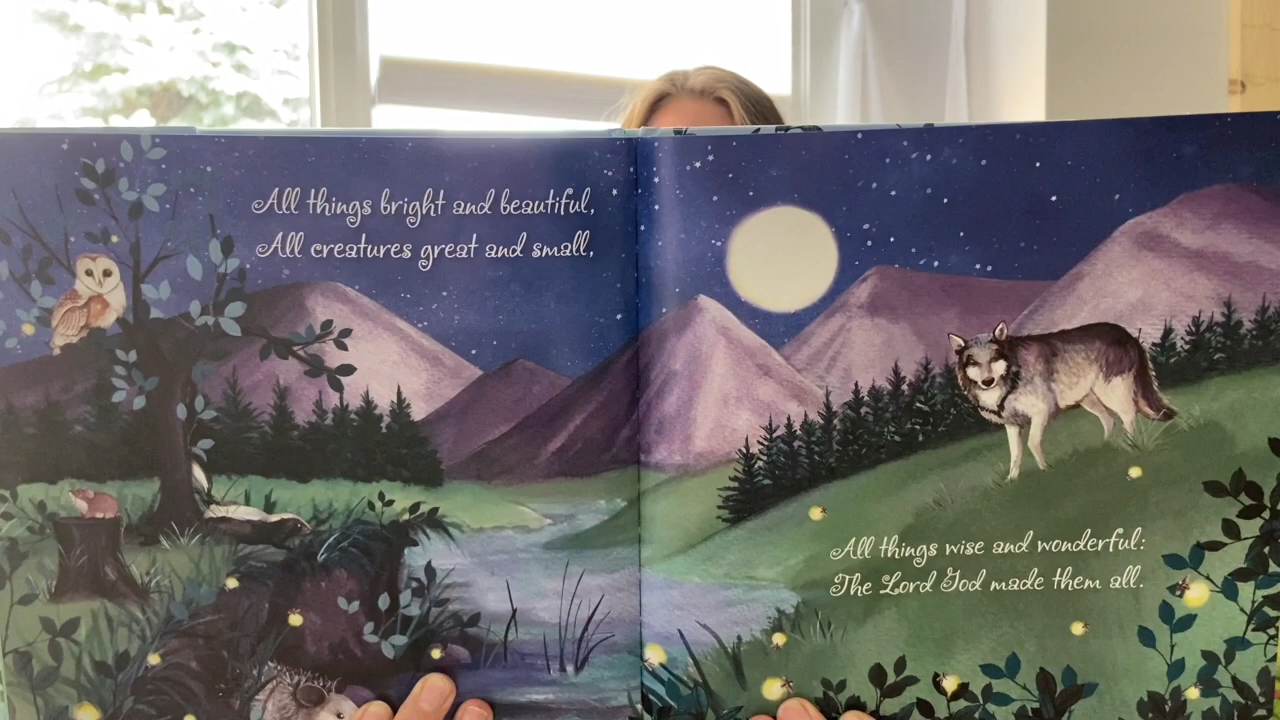 All things bright and beautiful,
All creatures great and small,
All things wise and wonderful:
The Lord God made them all.